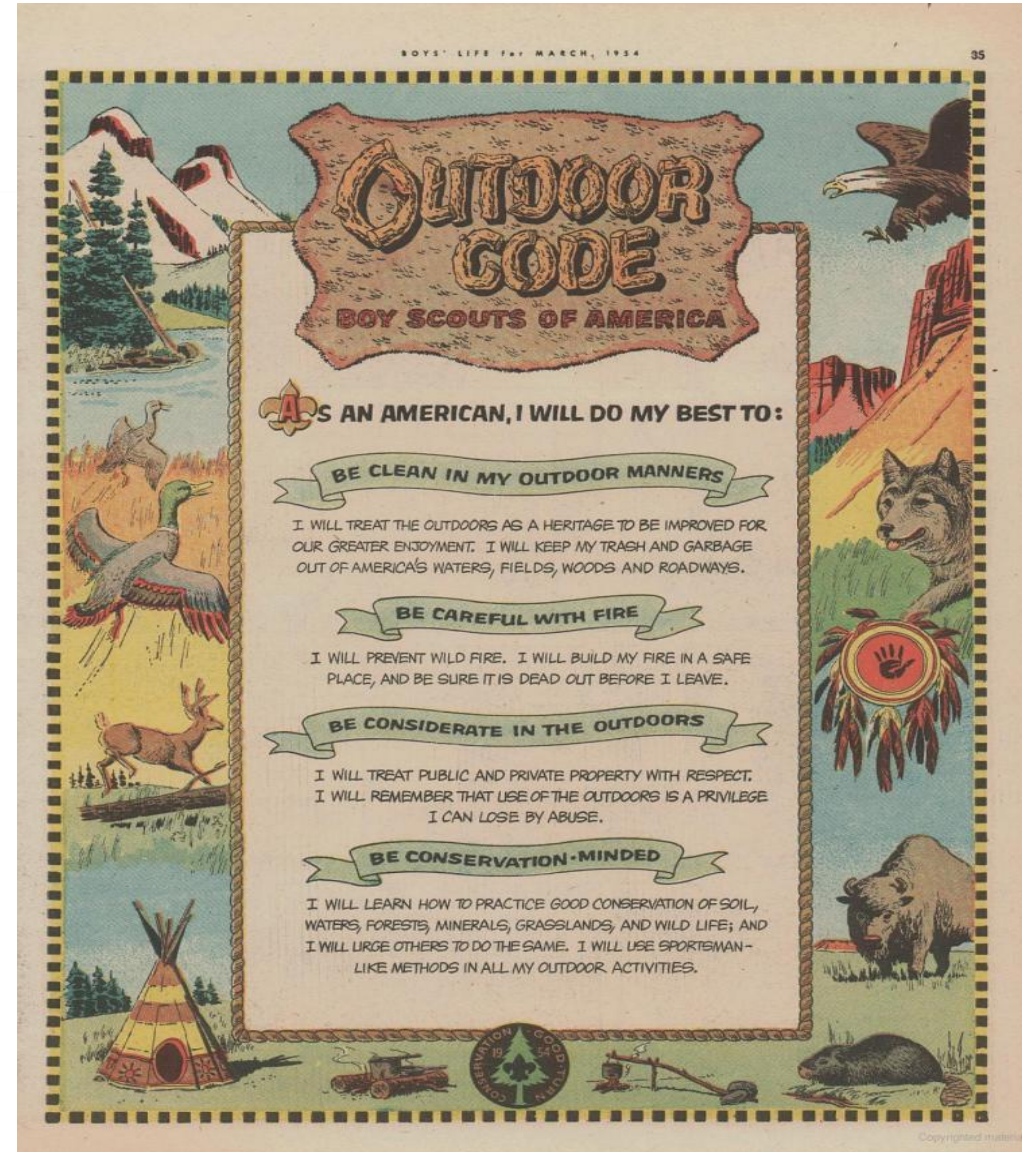 BOYS' LIFE for MARCH, 1954
35
OUTDOOR
CODE
BOY SCOUTS OF AMERICA
AS AN AMERICAN, I WILL DO MY BEST TO:
BE CLEAN IN MY OUTDOOR MANNERS
I WILL TREAT THE OUTDOORS AS A HERITAGE TO BE IMPROVED FOR
OUR GREATER ENJOYMENT. I WILL KEEP MY TRASH AND GARBAGE
OUT OF AMERICA'S WATERS, FIELDS, WOODS AND ROADWAYS.
BE CAREFUL WITH FIRE
I WILL PREVENT WILD FIRE. I WILL BUILD MY FIRE IN A SAFE
PLACE, AND BE SURE IT IS DEAD OUT BEFORE I LEAVE.
BE CONSIDERATE IN THE OUTDOORS
I WILL TREAT PUBLIC AND PRIVATE PROPERTY WITH RESPECT.
I WILL REMEMBER THAT USE OF THE OUTDOORS IS A PRIVILEGE
I CAN LOSE BY ABUSE.
BE CONSERVATION-MINDED
I WILL LEARN HOW TO PRACTICE GOOD CONSERVATION OF SOIL,
WATERS, FORESTS, MINERALS, GRASSLANDS, AND WILD LIFE; AND
I WILL URGE OTHERS TO DO THE SAME. I WILL USE SPORTSMAN-
LIKE METHODS IN ALL MY OUTDOOR ACTIVITIES.
CONSERVATION GOOD TURN
19 54
Copyrighted material